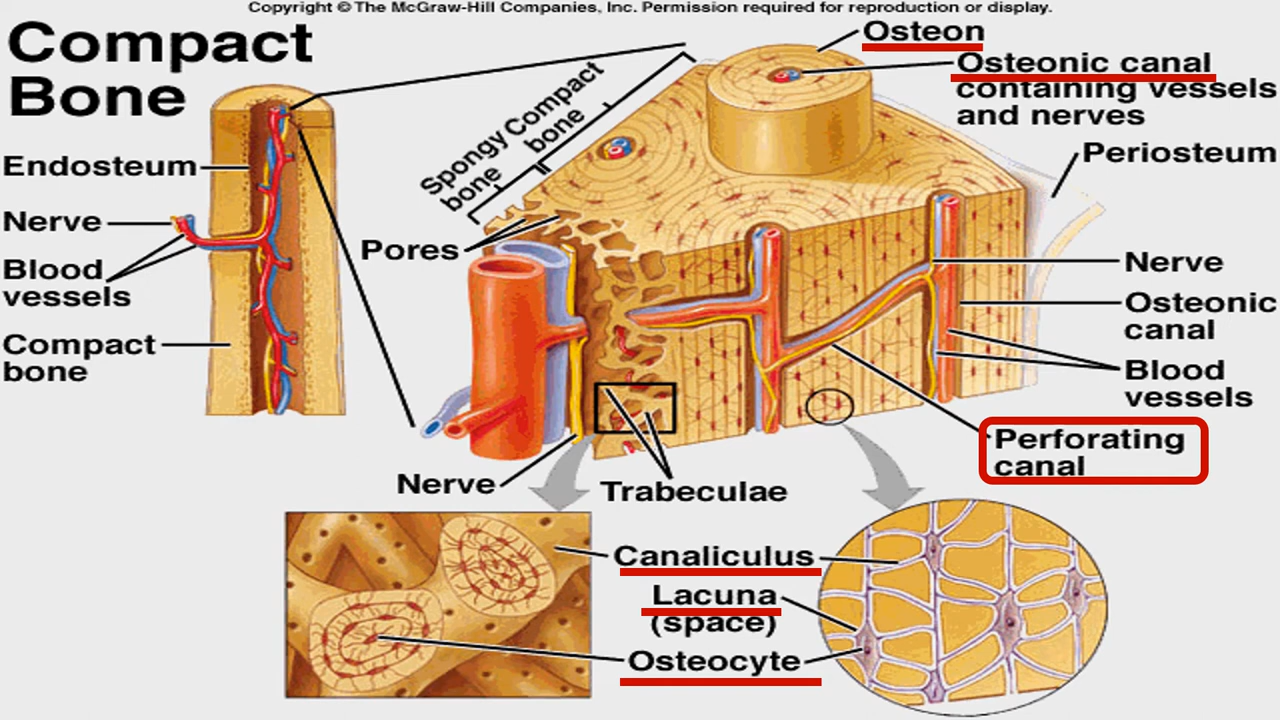 Copyright © The McGraw-Hill Companies, Inc. Permission required for reproduction or display.
Compact
Bone
Endosteum
Nerve
Blood
vessels
Compact
bone
Spongy
bone
Compact
bone
Pores
Nerve
Trabeculae
Osteon
Osteonic canal
containing vessels
and nerves
Periosteum
Nerve
Osteonic
canal
Blood
vessels
Perforating
canal
Canaliculus
Lacuna
(space)
Osteocyte